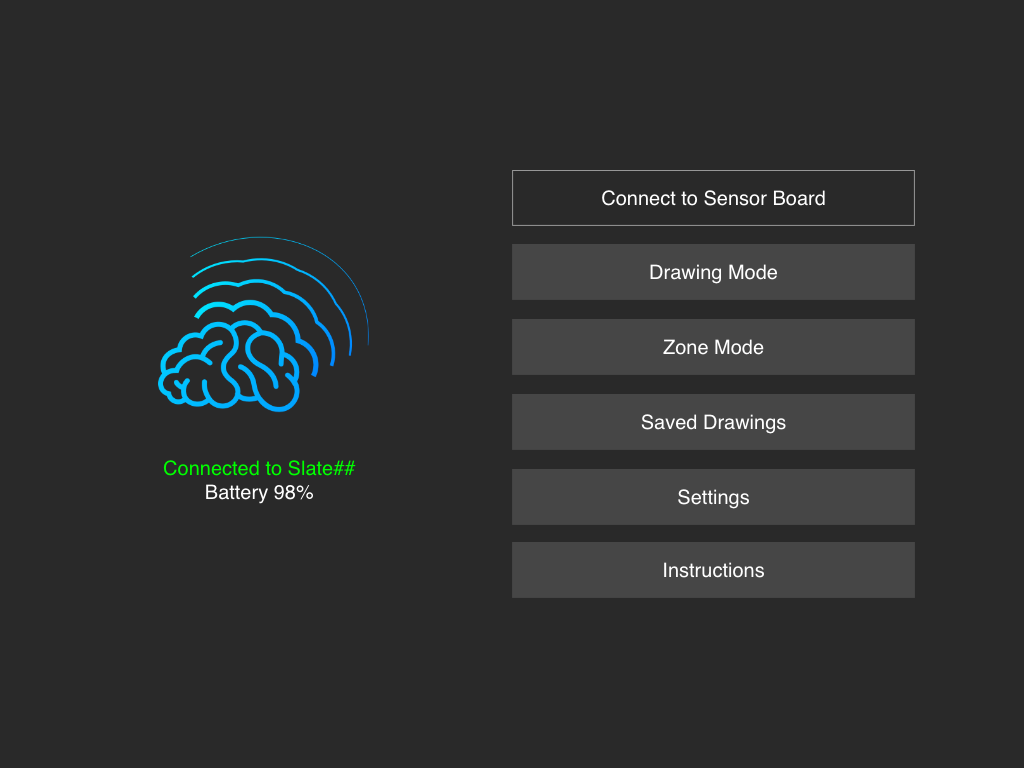 Connect to Sensor Board
Drawing Mode
Zone Mode
Saved Drawings
Settings
Instructions
Connected to Slate##
Battery 98%